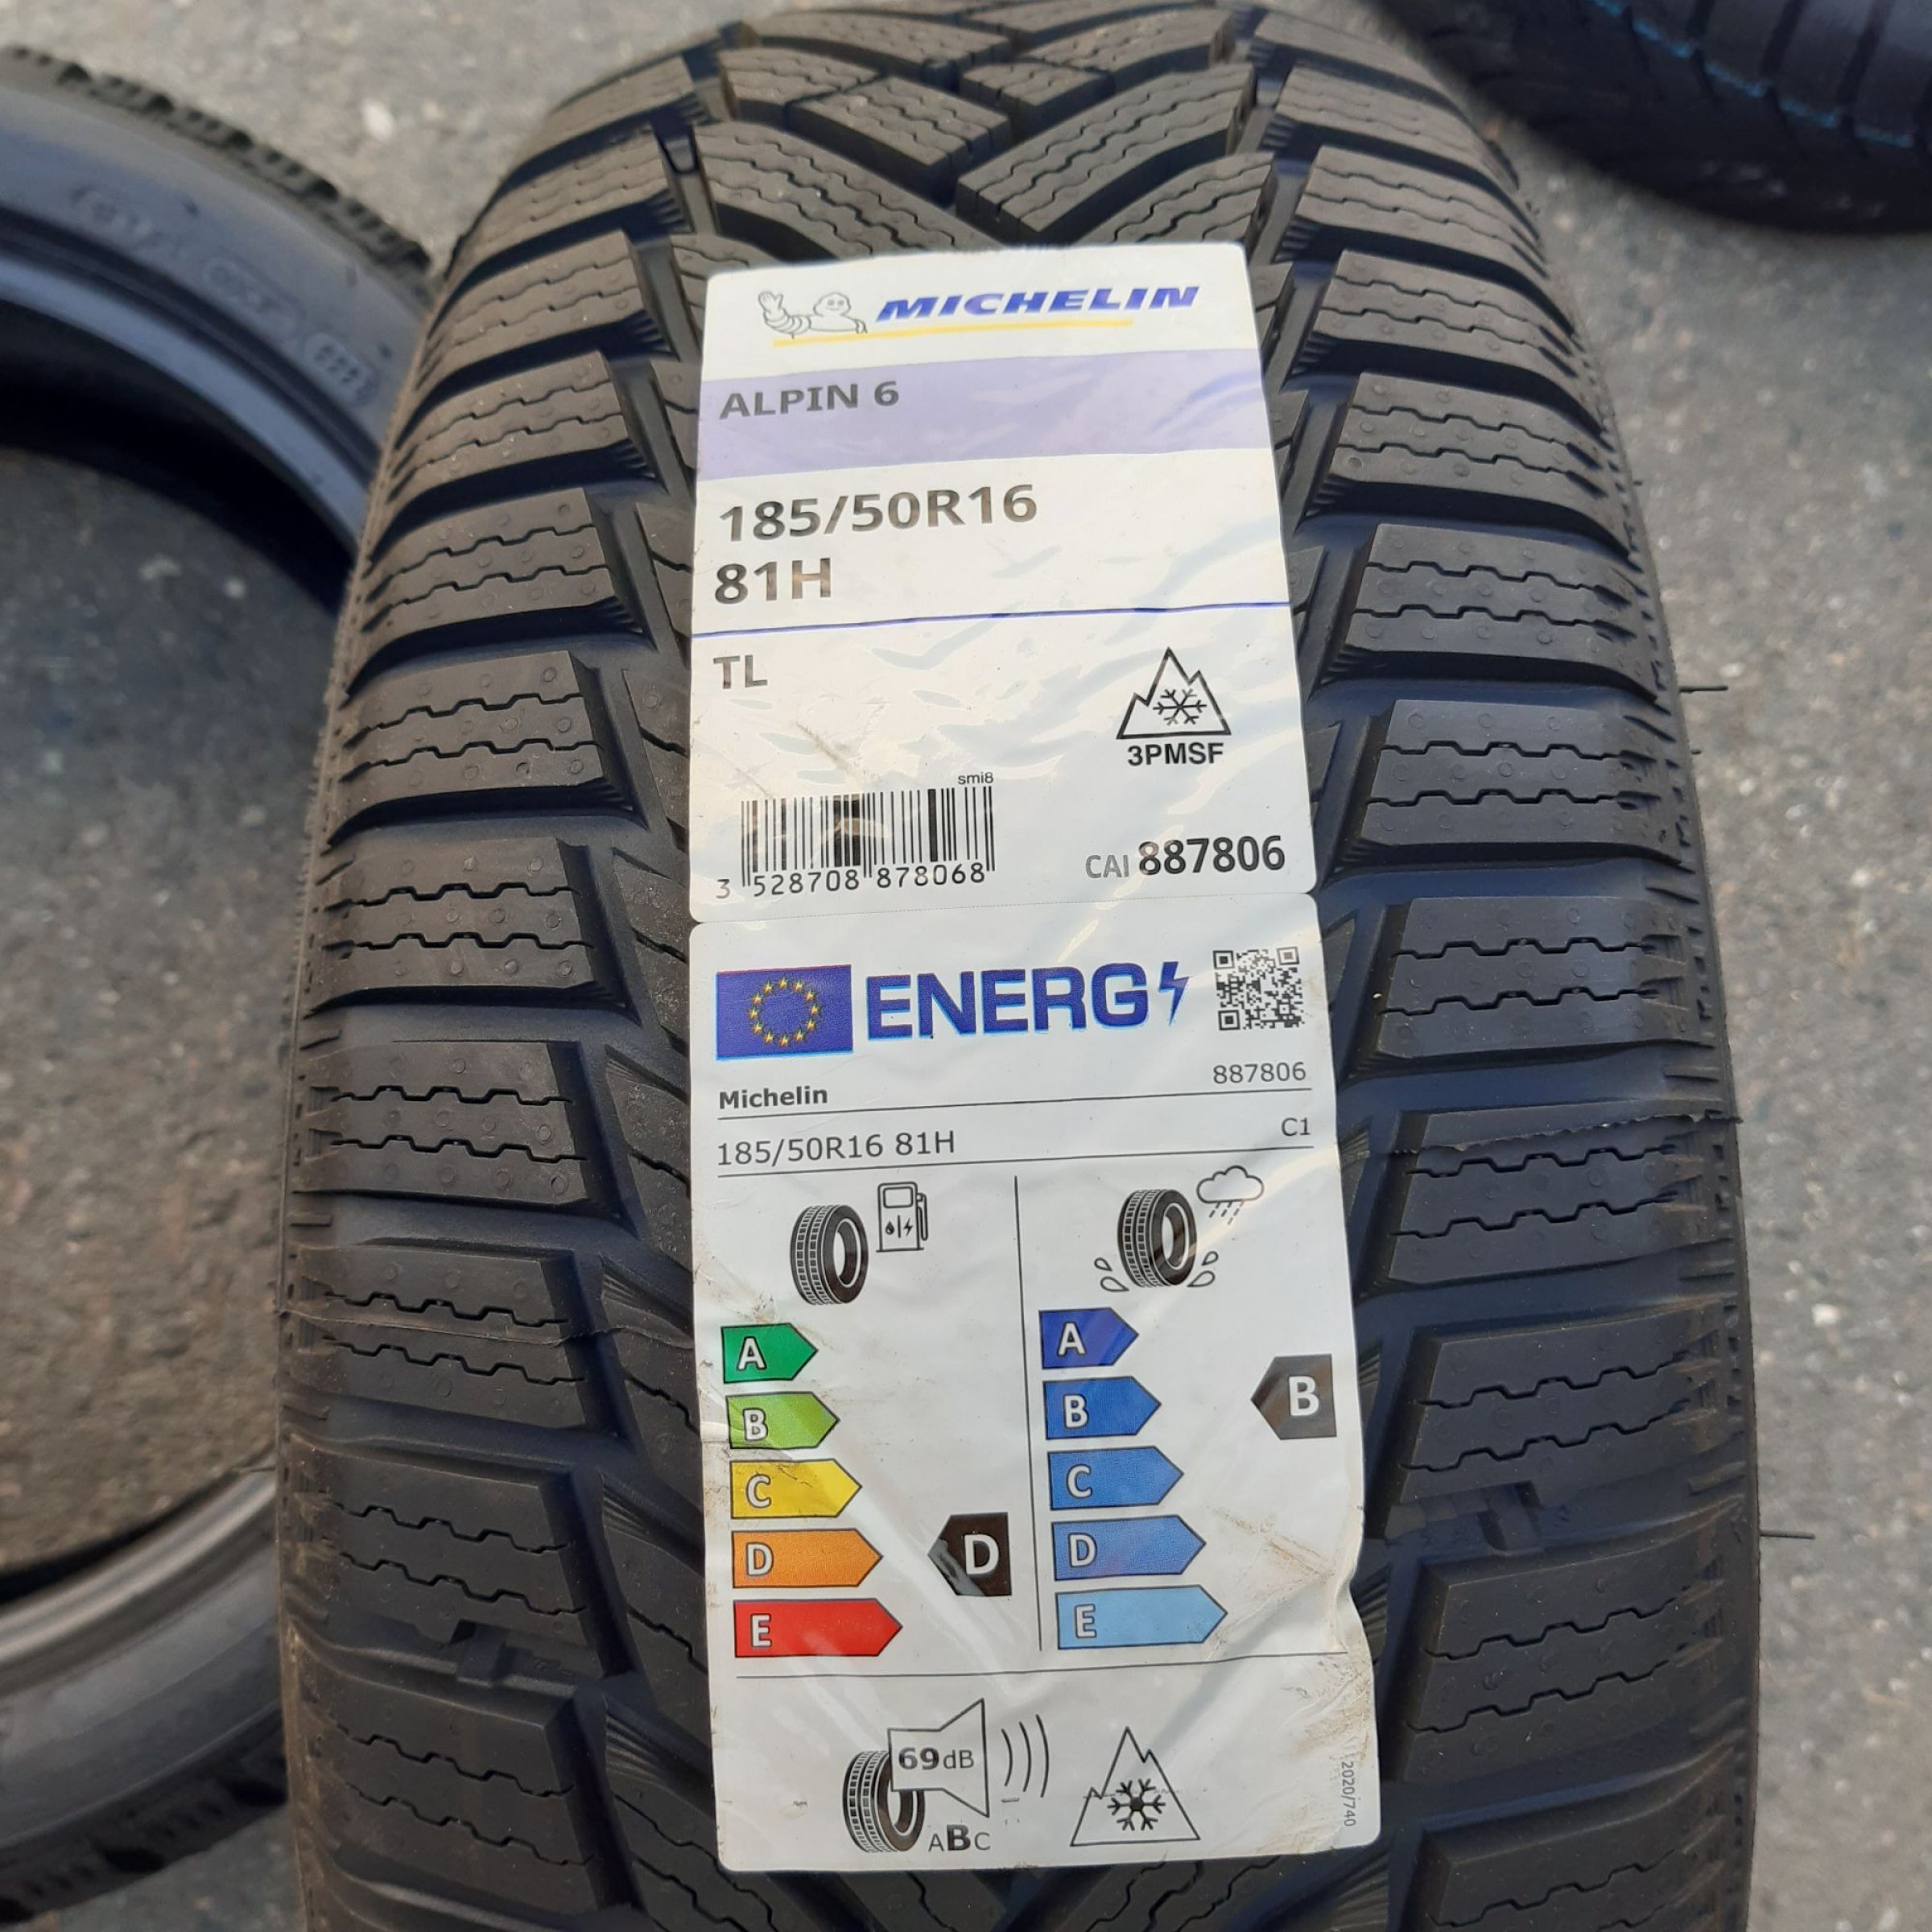 MICHELIN
ALPIN 6
185/50R16
81H
TL
3PMSF
smi8
3 528708 878068
CAI 887806
ENERG
Michelin
887806
185/50R16 81H
C1
A
B
C
D
E
D
A
B
C
D
E
B
69dB
ABC
2020/740